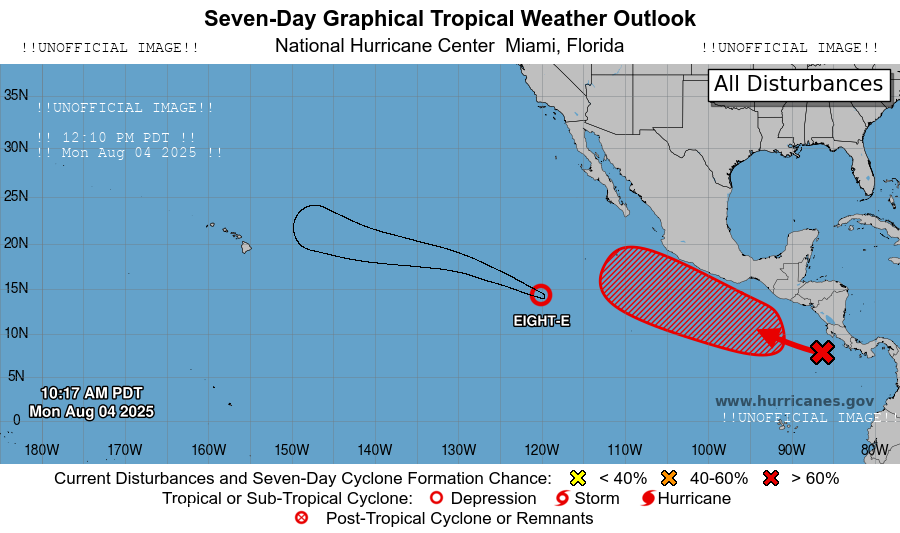 Seven-Day Graphical Tropical Weather Outlook
National Hurricane Center  Miami, Florida
!!UNOFFICIAL IMAGE!!
!!UNOFFICIAL IMAGE!!
All Disturbances
35N
!!UNOFFICIAL IMAGE!!
!! 12:10 PM PDT !!
30N
!! Mon Aug 04 2025 !!
25N
20N
15N
EIGHT-E
10N
5N
10:17 AM PDT
Mon Aug 04 2025
www.hurricanes.gov
!!UNOFFICIAL IMAGE!!
0
180W 170W 160W 150W 140W 130W 120W 110W 100W 90W 80W
Current Disturbances and Seven-Day Cyclone Formation Chance: < 40% 40-60% > 60%
Tropical or Sub-Tropical Cyclone: Depression Storm Hurricane
Post-Tropical Cyclone or Remnants